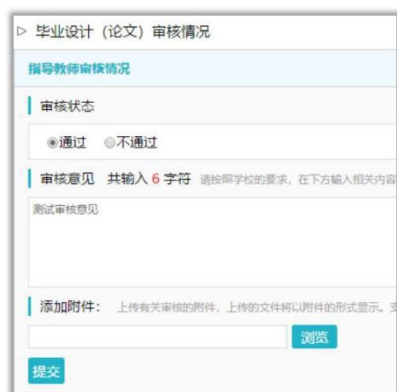 ▷ 毕业设计（论文）审核情况
指导教师审核情况
审核状态
通过 不通过
审核意见 共输入 6 字符 请按照学校的要求，在下方输入相关内容
测试审核意见
添加附件： 上传有关审核的附件，上传的文件将以附件的形式显示。支
浏览
提交